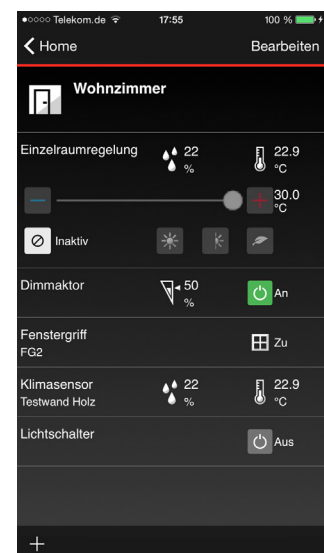 Telekom.de 17:55 100 %
Home Bearbeiten
Wohnzimmer
Einzelraumregelung 22 % 22.9 °C
30.0 °C
Inaktiv
Dimmaktor 50 % An
Fenstergriff
FG2 Zu
Klimasensor 22 % 22.9 °C
Testwand Holz
Lichtschalter Aus